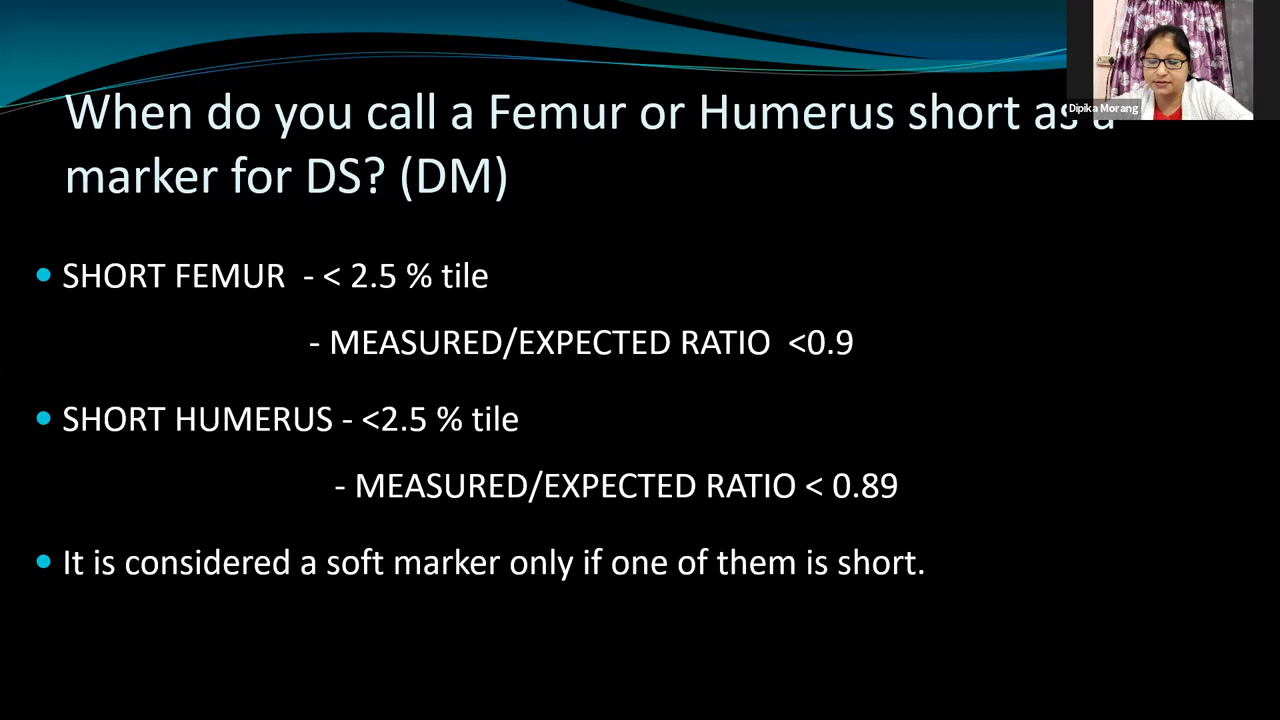 When do you call a Femur or Humerus short as a
marker for DS? (DM)
Dipika Morang
• SHORT FEMUR - < 2.5 % tile
- MEASURED/EXPECTED RATIO <0.9
• SHORT HUMERUS - <2.5 % tile
- MEASURED/EXPECTED RATIO < 0.89
• It is considered a soft marker only if one of them is short.